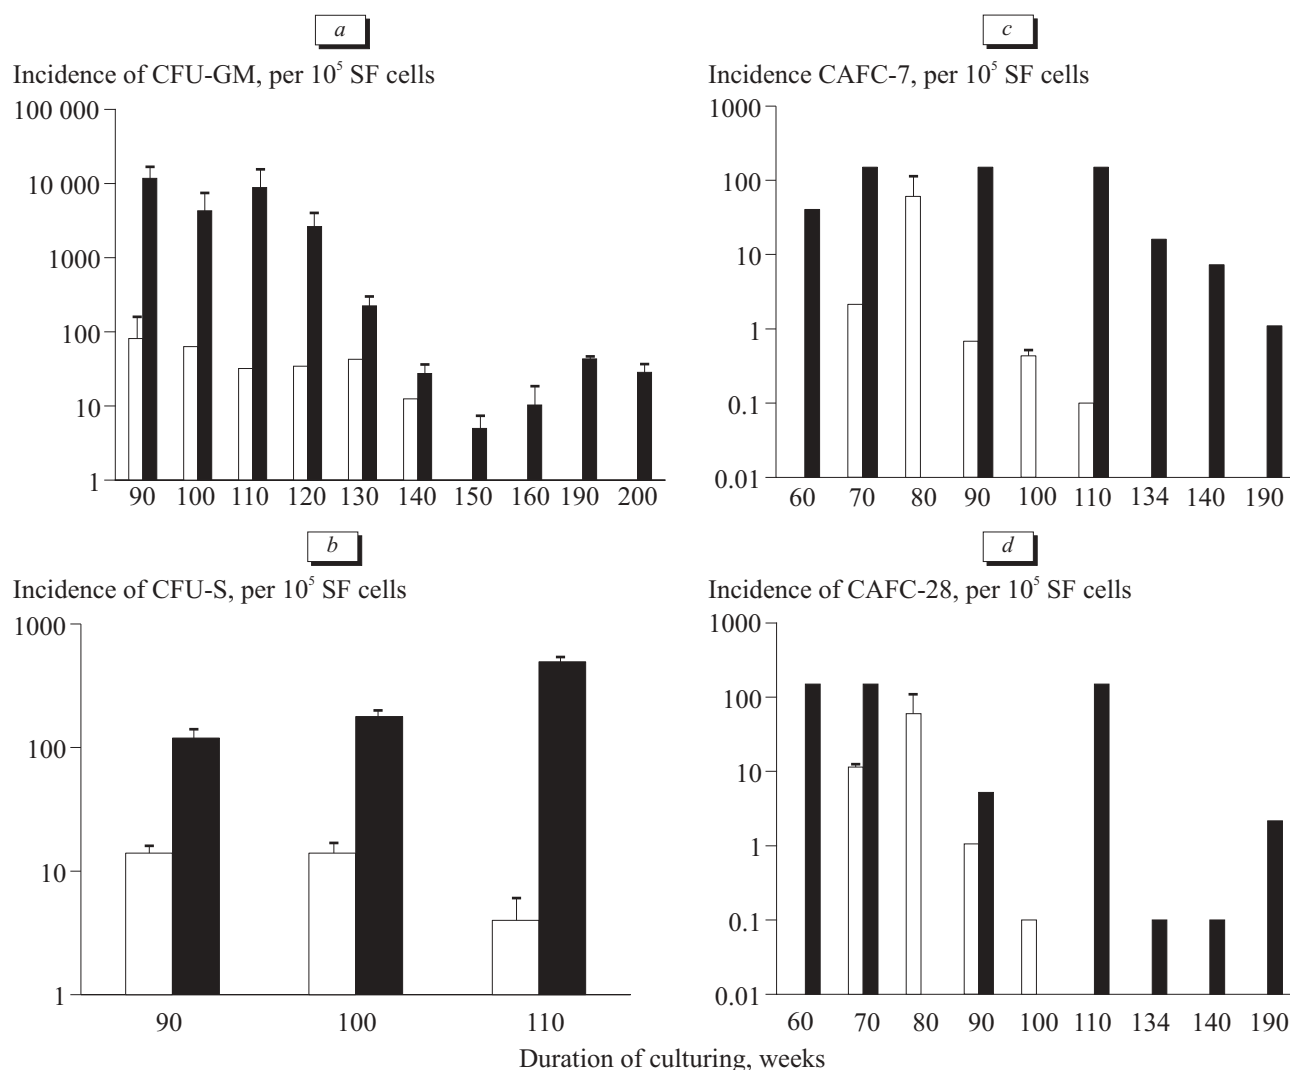 a
Incidence of CFU-GM, per 10⁵ SF cells
100 000
10 000
1000
100
10
1
90 100 110 120 130 140 150 160 190 200
c
Incidence CAFC-7, per 10⁵ SF cells
1000
100
10
1
0.1
0.01
60 70 80 90 100 110 134 140 190
b
Incidence of CFU-S, per 10⁵ SF cells
1000
100
10
1
90 100 110
d
Incidence of CAFC-28, per 10⁵ SF cells
1000
100
10
1
0.1
0.01
60 70 80 90 100 110 134 140 190
Duration of culturing, weeks